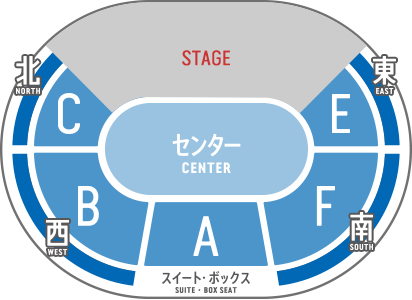 STAGE
北
NORTH
東
EAST
C
E
センター
CENTER
B
F
A
西
WEST
南
SOUTH
スイート・ボックス
SUITE・BOX SEAT